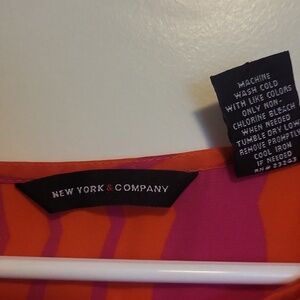 MACHINE
WASH COLD
WITH LIKE COLORS
ONLY NON-
CHLORINE BLEACH
WHEN NEEDED
TUMBLE DRY LOW
REMOVE PROMPTLY
COOL IRON
IF NEEDED
NEW YORK & COMPANY